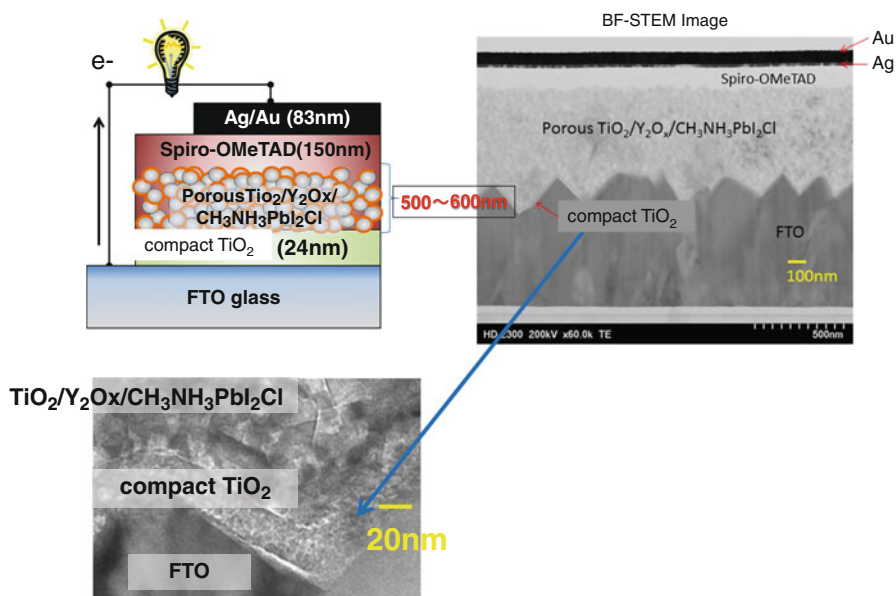 e-
Ag/Au (83nm)
Spiro-OMeTAD(150nm)
PorousTio₂/Y₂Ox/
CH₃NH₃PbI₂Cl
compact TiO₂ (24nm)
FTO glass
500～600nm
BF-STEM Image
Au
Ag
Spiro-OMeTAD
Porous TiO₂/Y₂Oₓ/CH₃NH₃PbI₂Cl
compact TiO₂
FTO
100nm
HD-2300 200kV x60.0k TE
500nm
TiO₂/Y₂Ox/CH₃NH₃PbI₂Cl
compact TiO₂
20nm
FTO